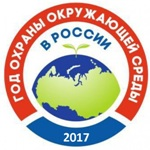 ГОД ОХРАНЫ ОКРУЖАЮЩЕЙ СРЕДЫ
В РОССИИ
2017